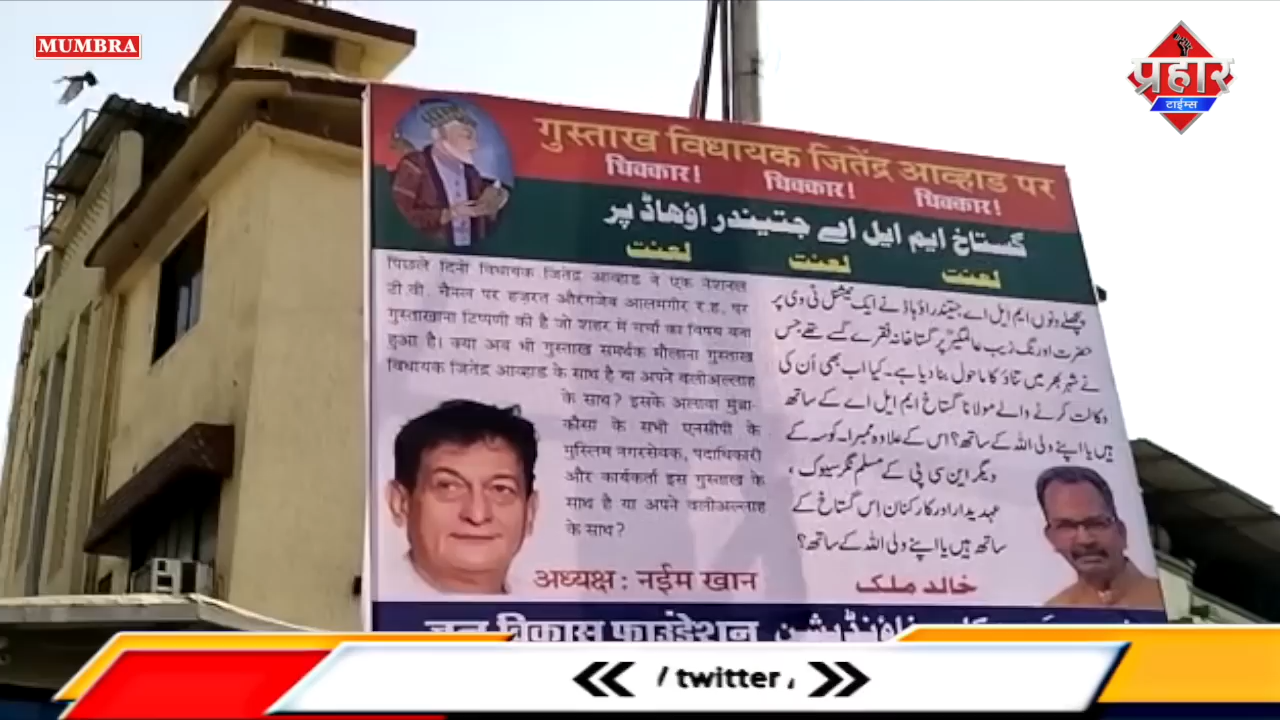 MUMBRA
प्रहार
टाईम्स
गुस्ताख विधायक जितेंद्र आव्हाड पर
धिक्कार! धिक्कार! धिक्कार!
گستاخ ایم ایل اے جتیندر اوہاڈ پر
لعنت لعنت لعنت
पिछले दिनों विधायक जितेंद्र आव्हाड ने एक नेशनल
टी.वी. चैनल पर हज़रत औरंगजेब आलमगीर र.ह. पर
गुस्ताखाना टिप्पणी की है जो शहर में चर्चा का विषय बना
हुआ है। क्या अब भी गुस्ताख समर्थक मौलाना गुस्ताख
विधायक जितेंद्र आव्हाड के साथ है या अपने वलीअल्लाह
के साथ? इसके अलावा मुंब्रा-
कौसा के सभी एनसीपी के
मुस्लिम नगरसेवक, पदाधिकारी
और कार्यकर्ता इस गुस्ताख के
साथ है या अपने वलीअल्लाह
के साथ?
अध्यक्ष : नईम खान
پچھلے دنوں ایم ایل اے جیتندر اوہاڈ نے ایک نیشنل ٹی وی پر
حضرت اورنگ زیب عالمگیرؒ پر گستاخانہ فقرے کسے تھے جس
نے شہر بھر میں تناؤ کا ماحول بنا دیا ہے۔ کیا اب بھی اُن کی
وکالت کرنے والے مولانا گستاخ ایم ایل اے کے ساتھ
ہیں یا اپنے ولی اللہ کے ساتھ؟ اس کے علاوہ ممبرا۔کوسہ کے
دیگر این سی پی کے مسلم نگر سیوک،
عہدیدار اور کارکنان اِس گستاخ کے
ساتھ ہیں یا اپنے ولی اللہ کے ساتھ؟
خالد ملک
जन विकास फाउंडेशन فاؤنڈیشن
/ twitter